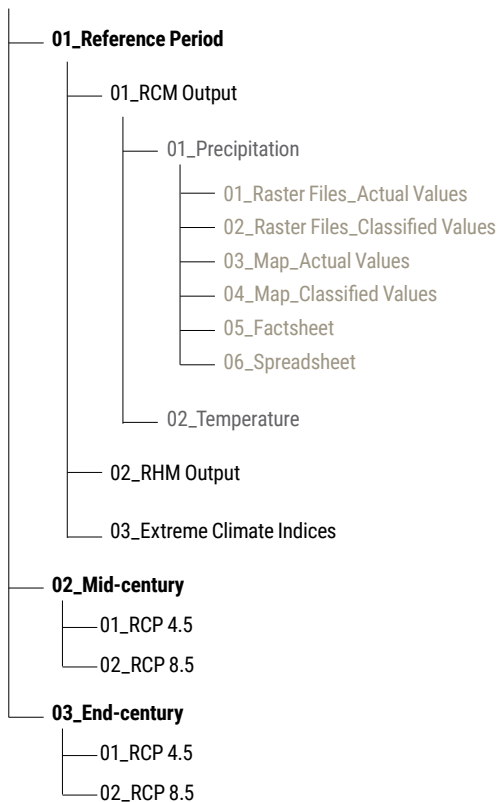 01_Reference Period
01_RCM Output
01_Precipitation
01_Raster Files_Actual Values
02_Raster Files_Classified Values
03_Map_Actual Values
04_Map_Classified Values
05_Factsheet
06_Spreadsheet
02_Temperature
02_RHM Output
03_Extreme Climate Indices
02_Mid-century
01_RCP 4.5
02_RCP 8.5
03_End-century
01_RCP 4.5
02_RCP 8.5